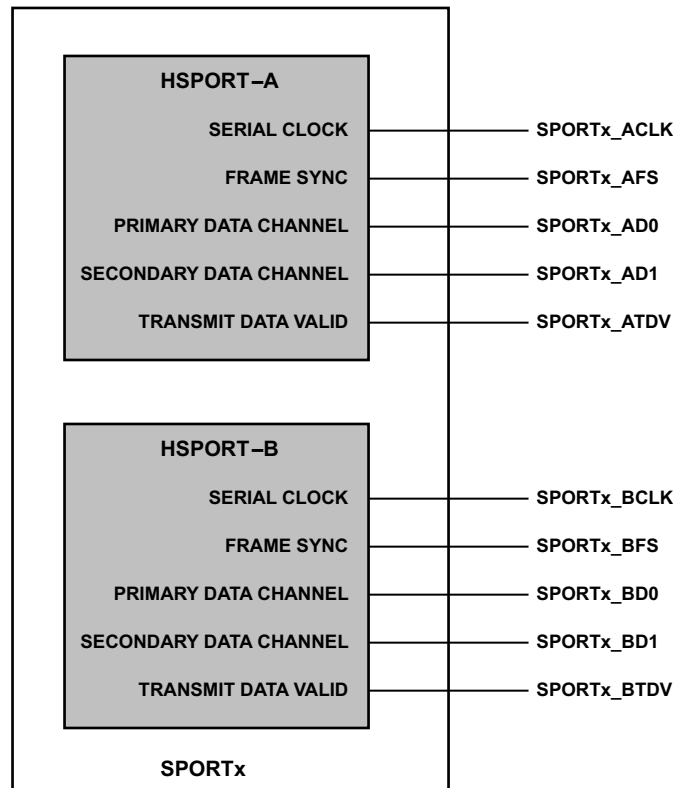 HSPORT–A
SERIAL CLOCK SPORTx_ACLK
FRAME SYNC SPORTx_AFS
PRIMARY DATA CHANNEL SPORTx_AD0
SECONDARY DATA CHANNEL SPORTx_AD1
TRANSMIT DATA VALID SPORTx_ATDV
HSPORT–B
SERIAL CLOCK SPORTx_BCLK
FRAME SYNC SPORTx_BFS
PRIMARY DATA CHANNEL SPORTx_BD0
SECONDARY DATA CHANNEL SPORTx_BD1
TRANSMIT DATA VALID SPORTx_BTDV
SPORTx